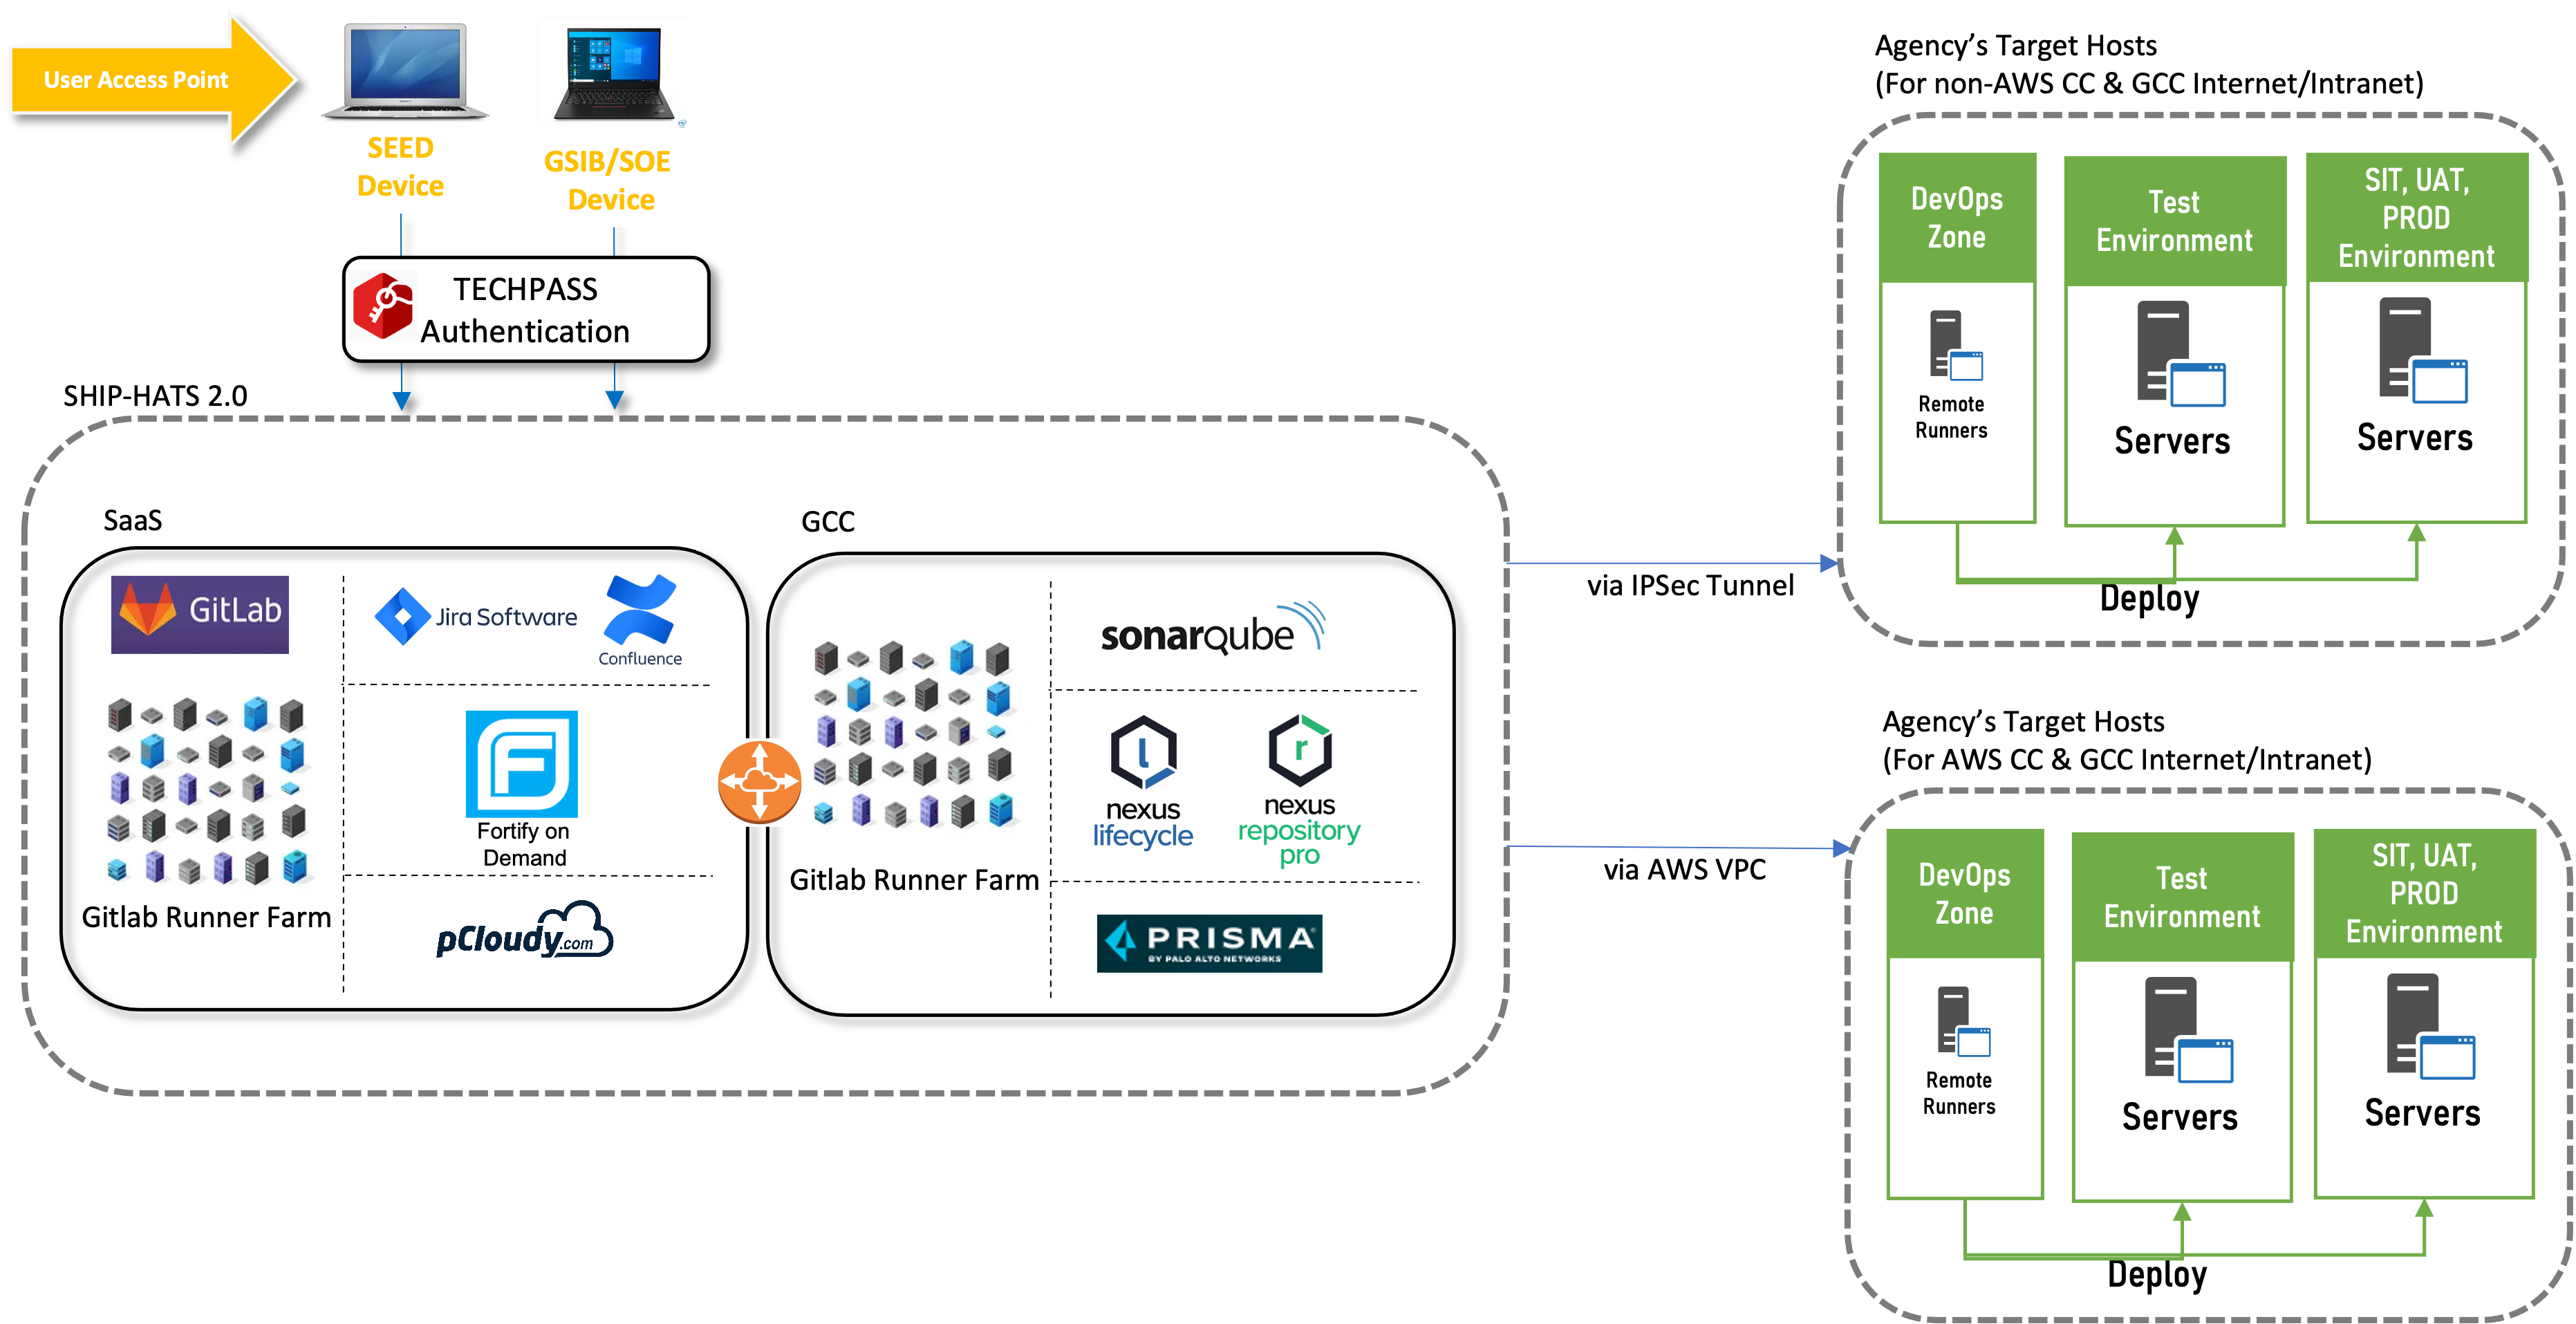 User Access Point
SEED
Device
GSIB/SOE
Device
TECHPASS
Authentication
SHIP-HATS 2.0
SaaS
GitLab
Gitlab Runner Farm
Jira Software
Confluence
Fortify on
Demand
pCloudy.com
GCC
Gitlab Runner Farm
sonarqube
nexus
lifecycle
nexus
repository
pro
PRISMA
BY PALO ALTO NETWORKS
via IPSec Tunnel
via AWS VPC
Agency’s Target Hosts
(For non-AWS CC & GCC Internet/Intranet)
DevOps
Zone
Remote
Runners
Test
Environment
Servers
SIT, UAT,
PROD
Environment
Servers
Deploy
Agency’s Target Hosts
(For AWS CC & GCC Internet/Intranet)
DevOps
Zone
Remote
Runners
Test
Environment
Servers
SIT, UAT,
PROD
Environment
Servers
Deploy